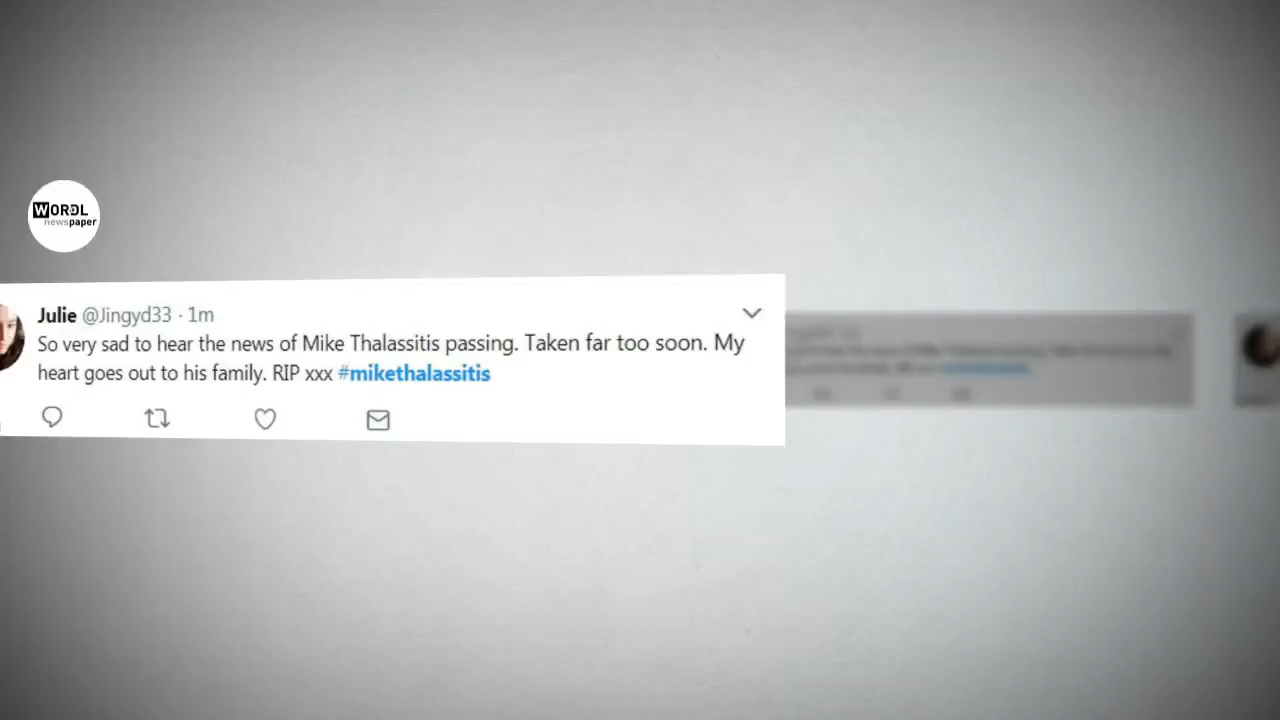 WORDL
newspaper
Julie @Jingyd33 · 1m
So very sad to hear the news of Mike Thalassitis passing. Taken far too soon. My
heart goes out to his family. RIP xxx #mikethalassitis